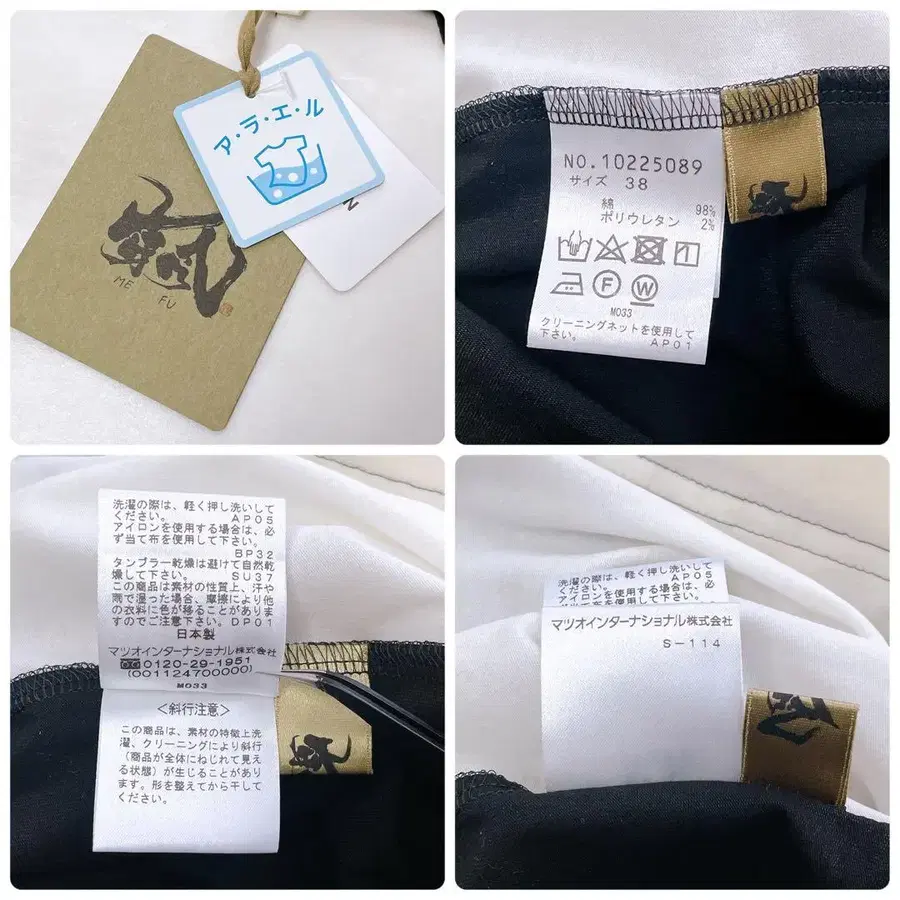 ア・ラ・エ・ル
ME FU
N
NO.10225089
サイズ 38
綿 98%
ポリウレタン 2%
1
F
W
M033
クリーニングネットを使用して
下さい。 AP01
洗濯の際は、軽く押し洗いして
ください。 AP05
アイロンを使用する場合は、必
ず当て布を使用して下さい。
BP32
タンブラー乾燥は避けて自然乾
燥して下さい。 SU37
この商品は素材の性質上、汗や
雨で湿った場合、摩擦により他
の衣料に色が移ることがありま
すのでご注意下さい。DP01
日本製
マツオインターナショナル株式会社
0120-29-1951
(001124700000)
M033
<斜行注意>
この商品は、素材の特徴上洗
濯、クリーニングにより斜行
(商品が全体にねじれて見え
る状態)が生じることがあり
ます。形を整えてから干して
ください。
洗濯の際は、軽く押し洗いして
ください。 AP05
マツオインターナショナル株式会社
S-114